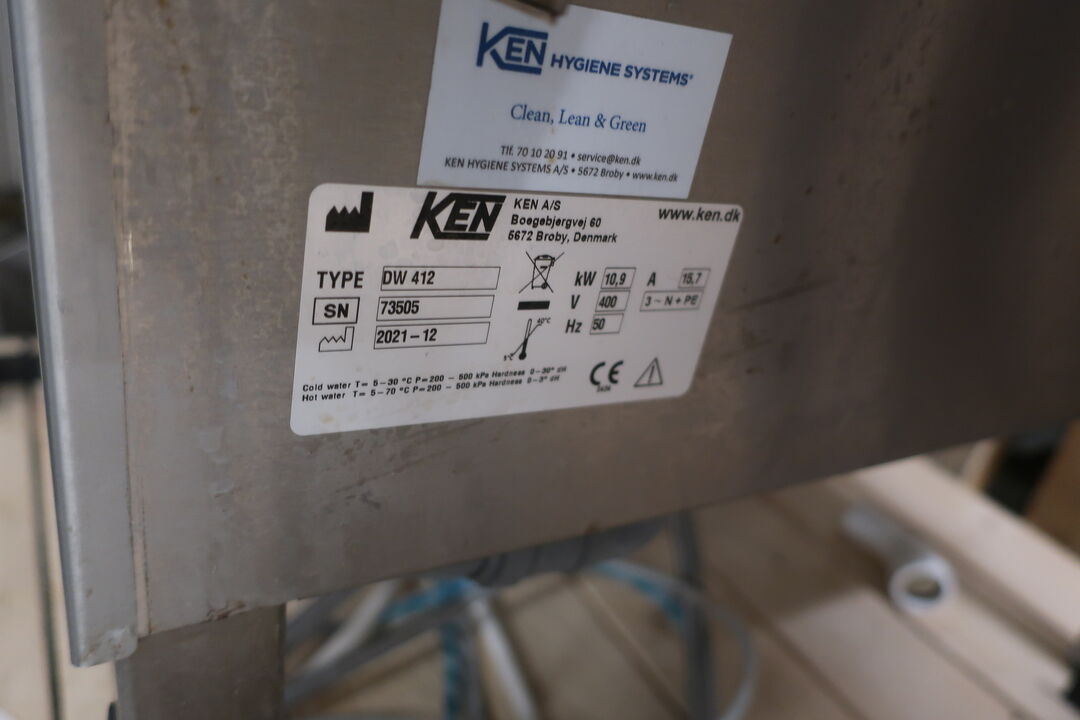 KEN HYGIENE SYSTEMS®
Clean, Lean & Green
Tlf. 70 10 20 91 • service@ken.dk
KEN HYGIENE SYSTEMS A/S • 5672 Broby • www.ken.dk
KEN
KEN A/S
Boegebjergvej 60
5672 Broby, Denmark
www.ken.dk
TYPE DW 412
SN 73505
2021-12
kW 10,9 A 15,7
V 400 3 ~ N + PE
Hz 50
40°C
5°C
Cold water T= 5-30 °C P=200 - 500 kPa Hardness 0-30° dH
Hot water T= 5-70 °C P=200 - 500 kPa Hardness 0-3° dH
CE